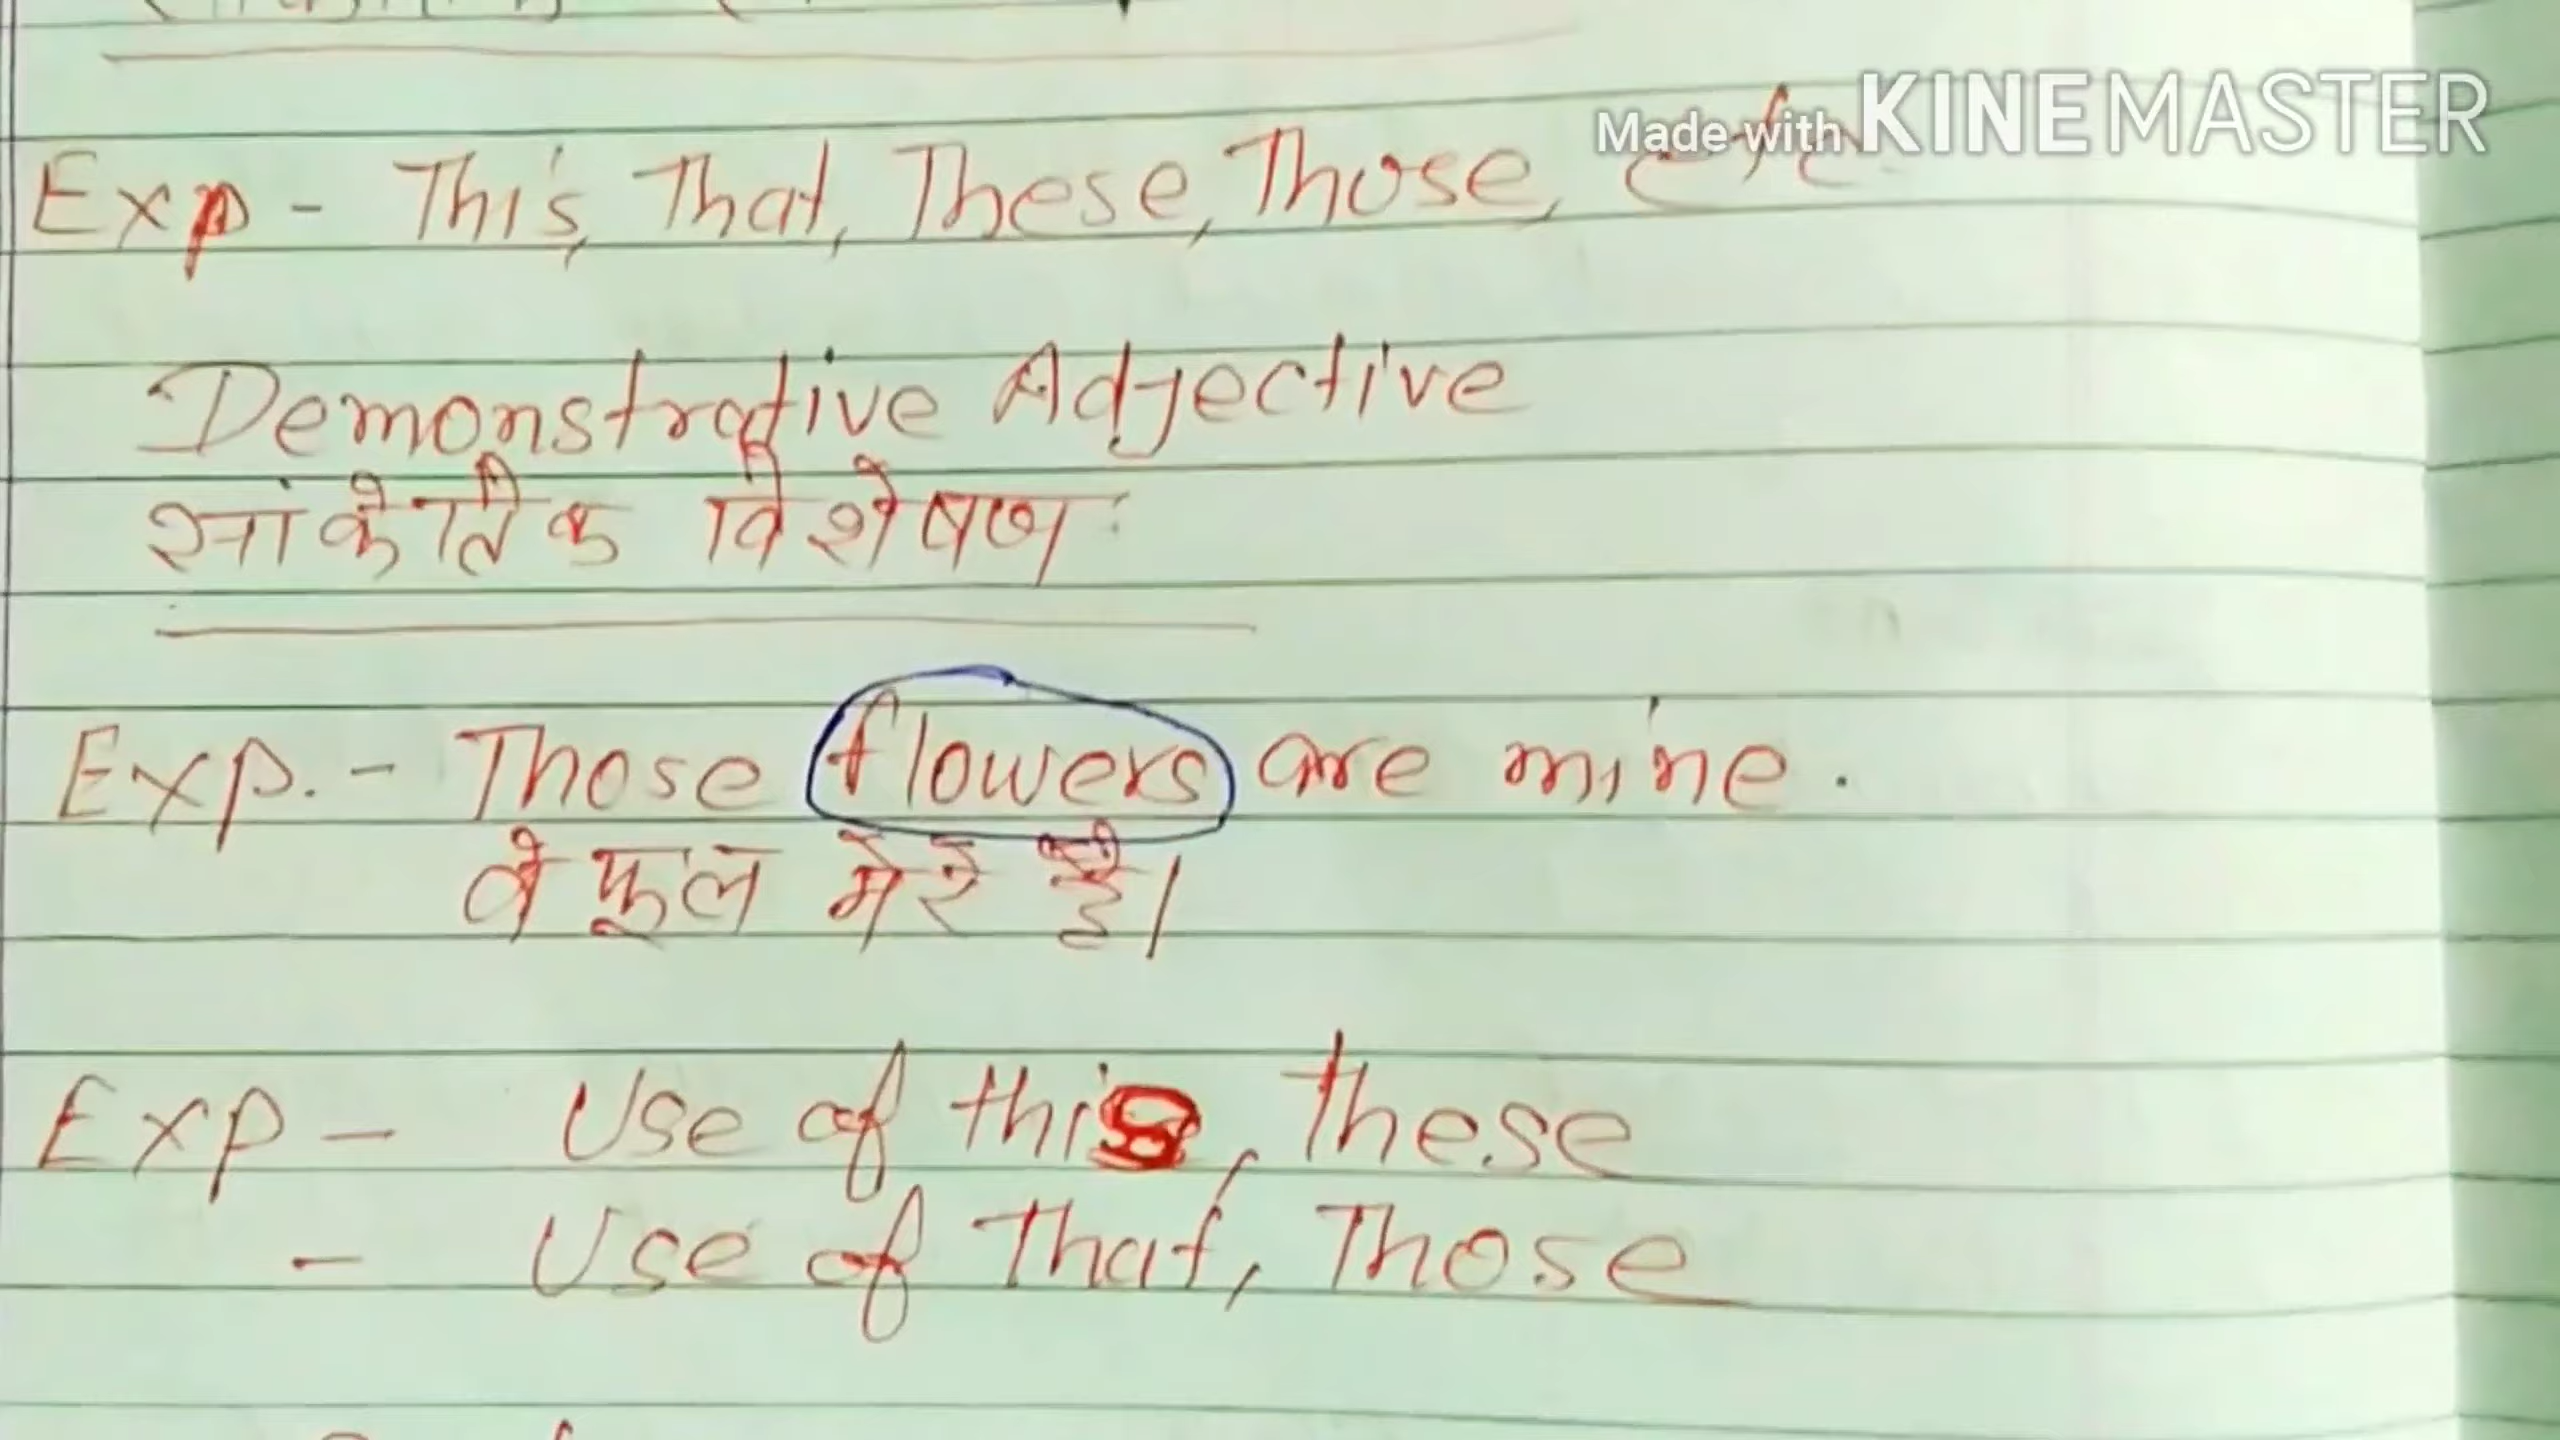 Made with KINEMASTER
Exp - This, That, These, Those, etc.
Demonstrative Adjective
सांकेतिक विशेषण
Exp. - Those flowers are mine.
वे फूल मेरे हैं।
Exp - Use of this, these
- Use of That, Those